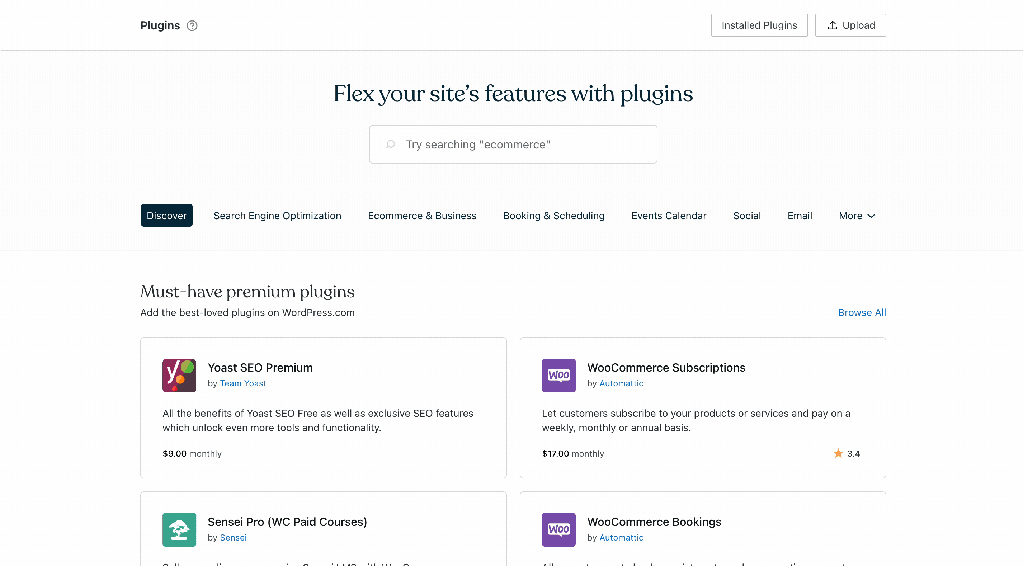 Plugins
Installed Plugins
Upload
Flex your site's features with plugins
Try searching "ecommerce"
Discover
Search Engine Optimization
Ecommerce & Business
Booking & Scheduling
Events Calendar
Social
Email
More
Must-have premium plugins
Add the best-loved plugins on WordPress.com
Browse All
Yoast SEO Premium
by Team Yoast
All the benefits of Yoast SEO Free as well as exclusive SEO features
which unlock even more tools and functionality.
$9.00 monthly
Woo
WooCommerce Subscriptions
by Automattic
Let customers subscribe to your products or services and pay on a
weekly, monthly or annual basis.
$17.00 monthly
3.4
Sensei Pro (WC Paid Courses)
by Sensei
Woo
WooCommerce Bookings
by Automattic